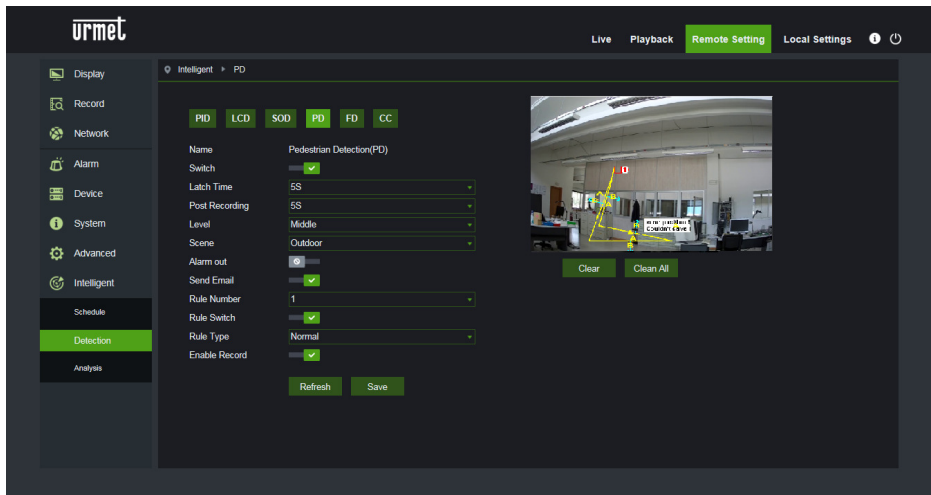 urmet
Live Playback Remote Setting Local Settings
Display
Record
Network
Alarm
Device
System
Advanced
Intelligent
Schedule
Detection
Analysis
Intelligent PD
PID LCD SOD PD FD CC
Name Pedestrian Detection(PD)
Switch
Latch Time 5S
Post Recording 5S
Level Middle
Scene Outdoor
Alarm out
Send Email
Rule Number 1
Rule Switch
Rule Type Normal
Enable Record
Refresh Save
1
B
A
B
A
B
Clear Clean All